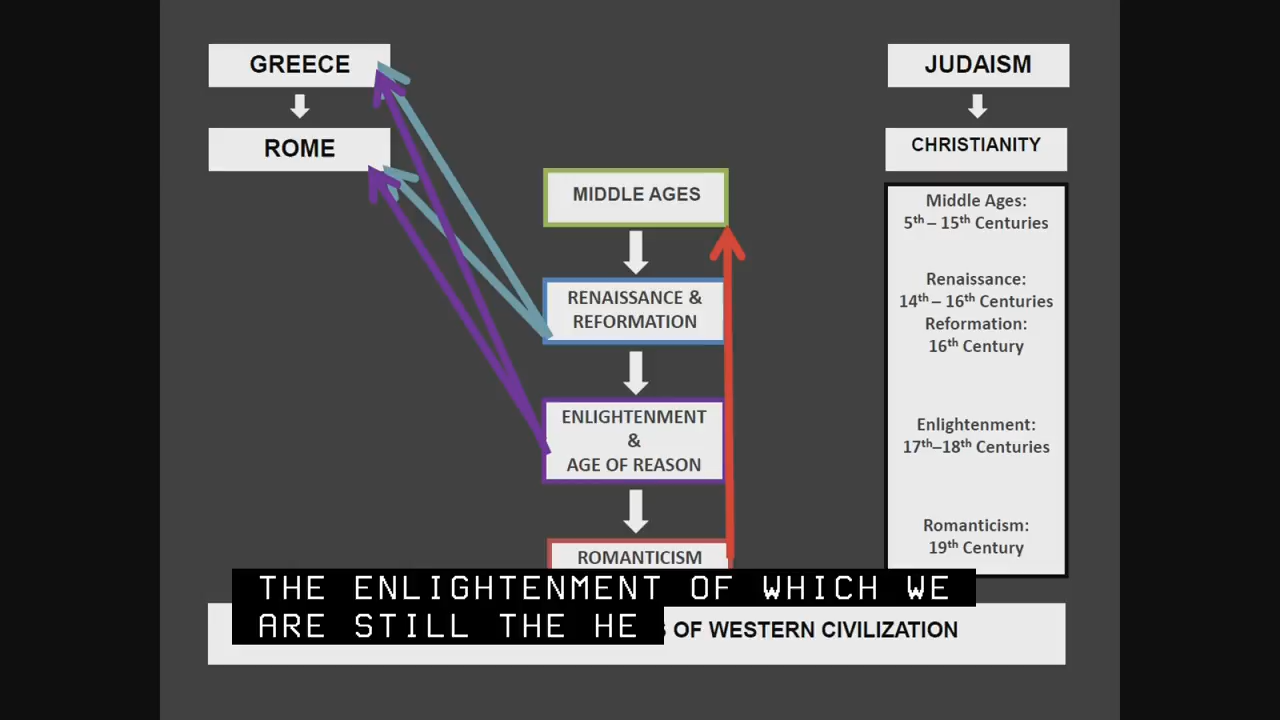 GREECE
ROME
JUDAISM
CHRISTIANITY
MIDDLE AGES
RENAISSANCE &
REFORMATION
ENLIGHTENMENT
&
AGE OF REASON
ROMANTICISM
Middle Ages:
5th – 15th Centuries
Renaissance:
14th – 16th Centuries
Reformation:
16th Century
Enlightenment:
17th–18th Centuries
Romanticism:
19th Century
THE ENLIGHTENMENT OF WHICH WE
ARE STILL THE HE
OF WESTERN CIVILIZATION